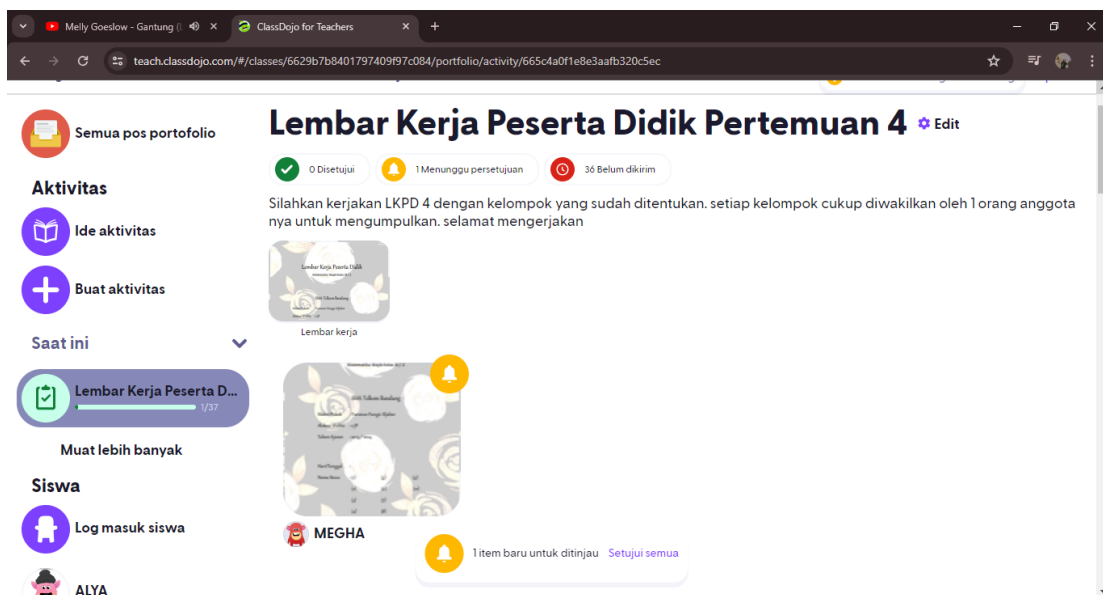 Melly Goeslow - Gantung (L
ClassDojo for Teachers
teach.classdojo.com/#/classes/6629b7b8401797409f97c084/portfolio/activity/665c4a0f1e8e3aafb320c5ec
Semua pos portofolio
Aktivitas
Ide aktivitas
Buat aktivitas
Saat ini
Lembar Kerja Peserta D...
1/37
Muat lebih banyak
Siswa
Log masuk siswa
ALYA
Lembar Kerja Peserta Didik Pertemuan 4
Edit
0 Disetujui
1 Menunggu persetujuan
36 Belum dikirim
Silahkan kerjakan LKPD 4 dengan kelompok yang sudah ditentukan. setiap kelompok cukup diwakilkan oleh 1 orang anggota
nya untuk mengumpulkan. selamat mengerjakan
Lembar Kerja Peserta Didik
SMK Telkom Bandung
Lembar kerja
SMK Telkom Bandung
MEGHA
1 item baru untuk ditinjau Setujui semua